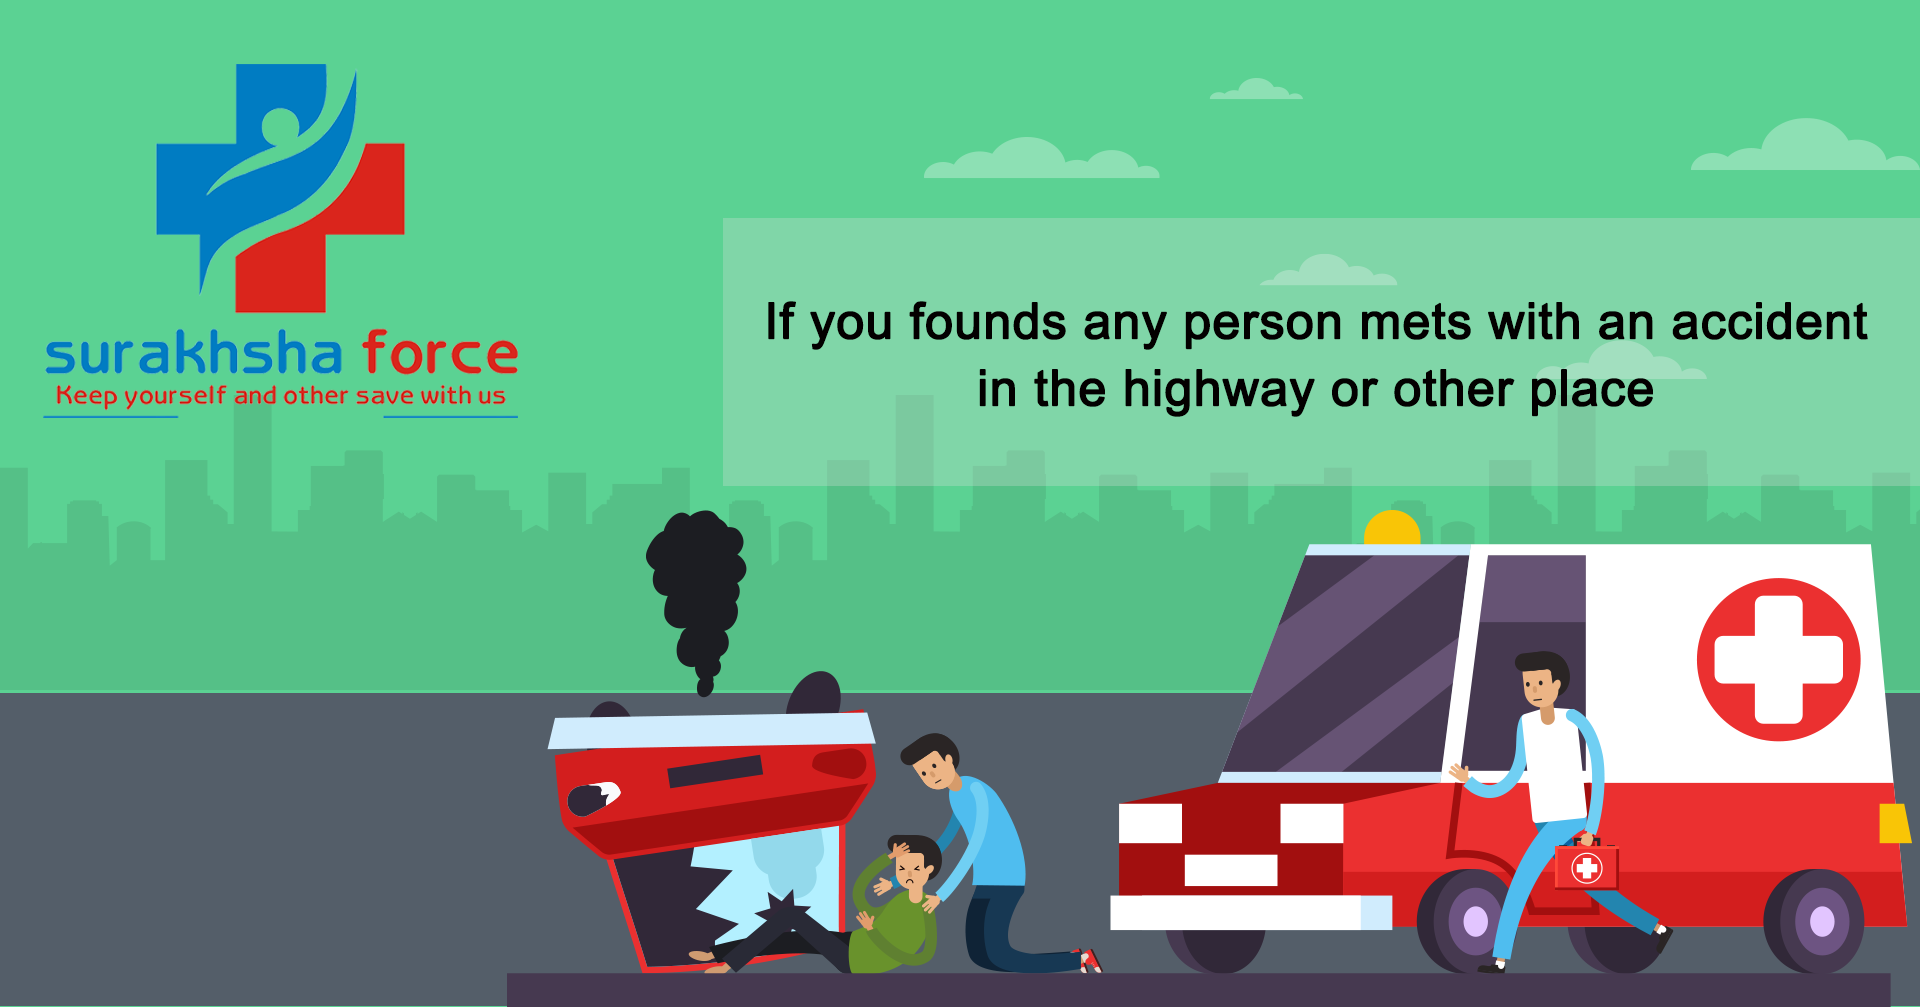 surakhsha force
Keep yourself and other save with us
If you founds any person mets with an accident
in the highway or other place